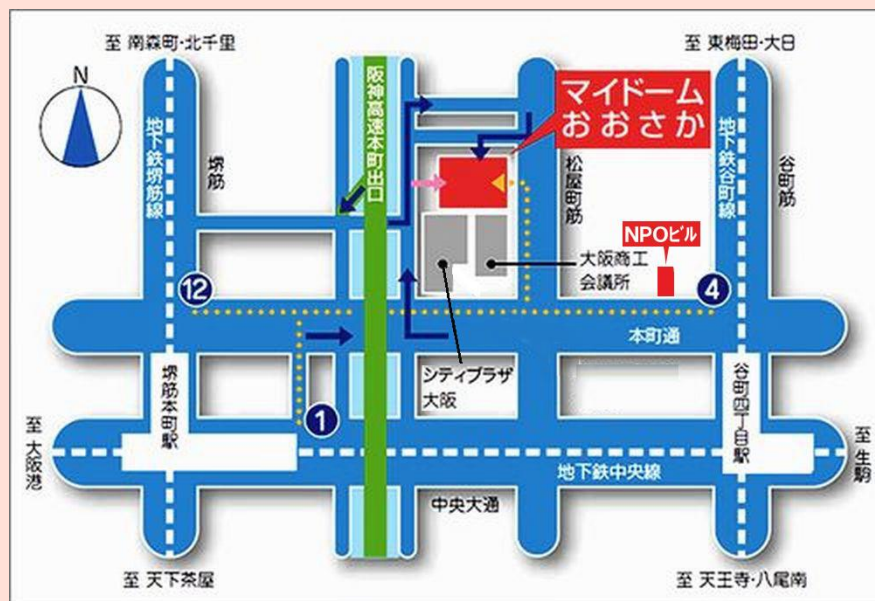 至 南森町・北千里
至 東梅田・大日
N
阪神高速本町出口
マイドーム
おおさか
地下鉄堺筋線
堺筋
松屋町筋
地下鉄谷町線
谷町筋
NPOビル
大阪商工
会議所
12
4
本町通
シティプラザ
大阪
堺筋本町駅
谷町四丁目駅
1
至 大阪港
至 生駒
地下鉄中央線
中央大通
至 天下茶屋
至 天王寺・八尾南